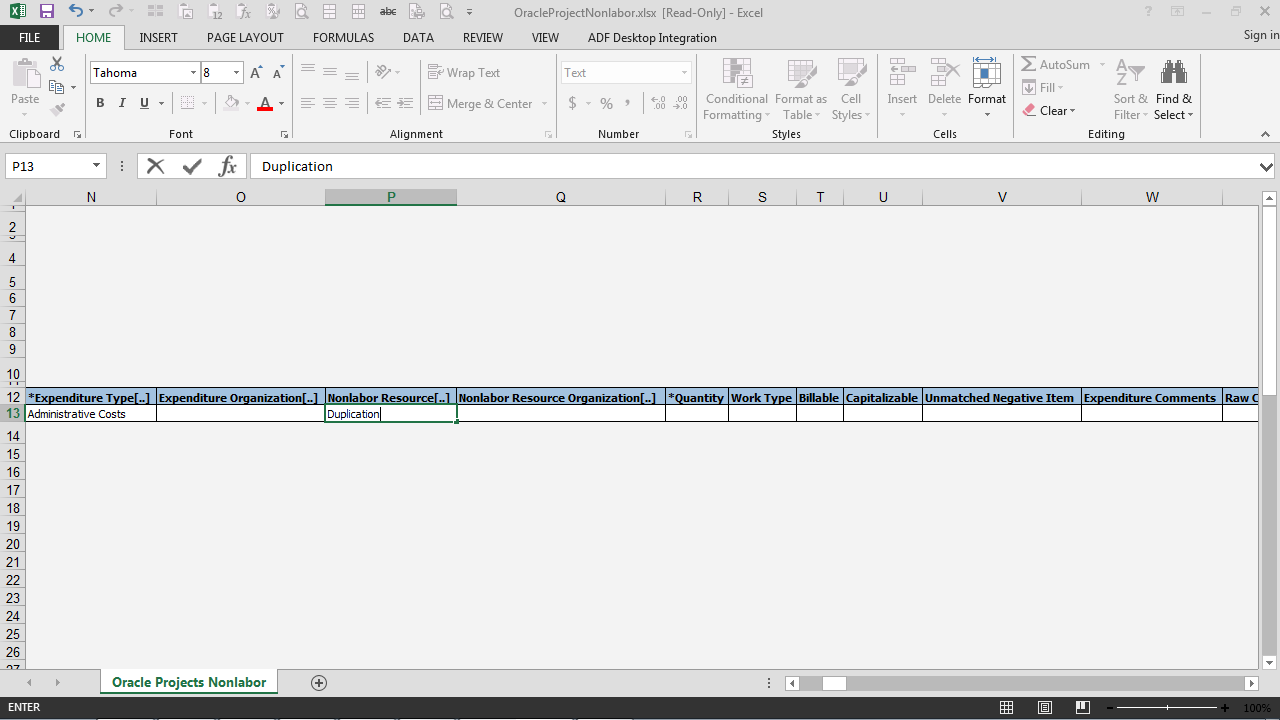 OracleProjectNonlabor.xlsx [Read-Only] - Excel
FILE HOME INSERT PAGE LAYOUT FORMULAS DATA REVIEW VIEW ADF Desktop Integration Sign in
Paste
Clipboard
Tahoma 8
B I U A
Font
Wrap Text
Merge & Center
Alignment
Text
$ % ,
Number
Conditional Formatting
Format as Table
Cell Styles
Styles
Insert Delete Format
Cells
AutoSum
Fill
Clear
Sort & Filter
Find & Select
Editing
P13 fx Duplication
N O P Q R S T U V W
2
4
5
6
7
8
9
10
12 *Expenditure Type[..] Expenditure Organization[..] Nonlabor Resource[..] Nonlabor Resource Organization[..] *Quantity Work Type Billable Capitalizable Unmatched Negative Item Expenditure Comments Raw C
13 Administrative Costs Duplication
14
15
16
17
18
19
20
21
22
23
24
25
26
27
Oracle Projects Nonlabor
ENTER 100%